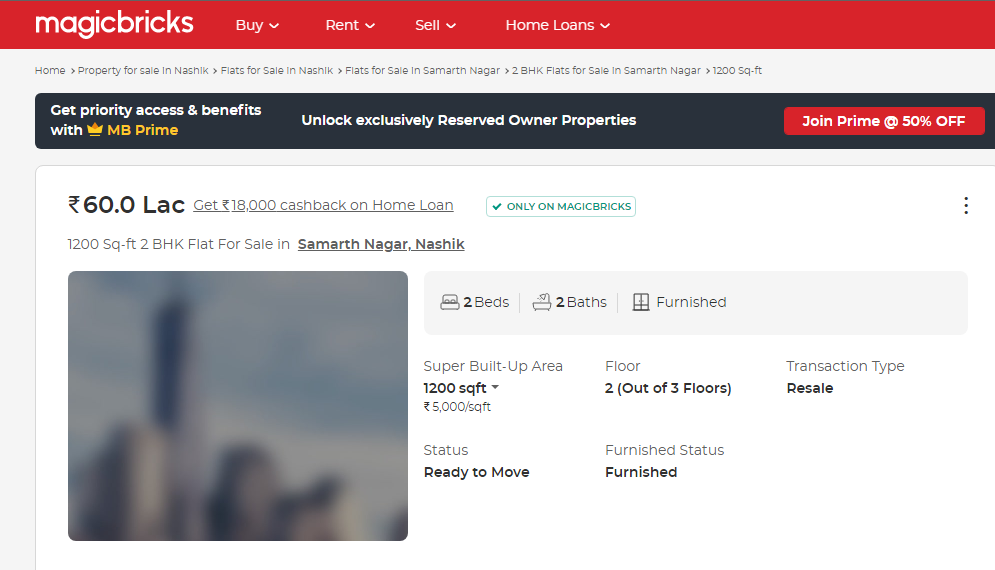 magicbricks Buy Rent Sell Home Loans
Home > Property for sale in Nashik > Flats for Sale in Nashik > Flats for Sale in Samarth Nagar > 2 BHK Flats for Sale in Samarth Nagar > 1200 Sq-ft
Get priority access & benefits
with MB Prime
Unlock exclusively Reserved Owner Properties
Join Prime @ 50% OFF
₹60.0 Lac Get ₹18,000 cashback on Home Loan ONLY ON MAGICBRICKS
1200 Sq-ft 2 BHK Flat For Sale in Samarth Nagar, Nashik
2 Beds 2 Baths Furnished
Super Built-Up Area
1200 sqft
₹5,000/sqft
Floor
2 (Out of 3 Floors)
Transaction Type
Resale
Status
Ready to Move
Furnished Status
Furnished